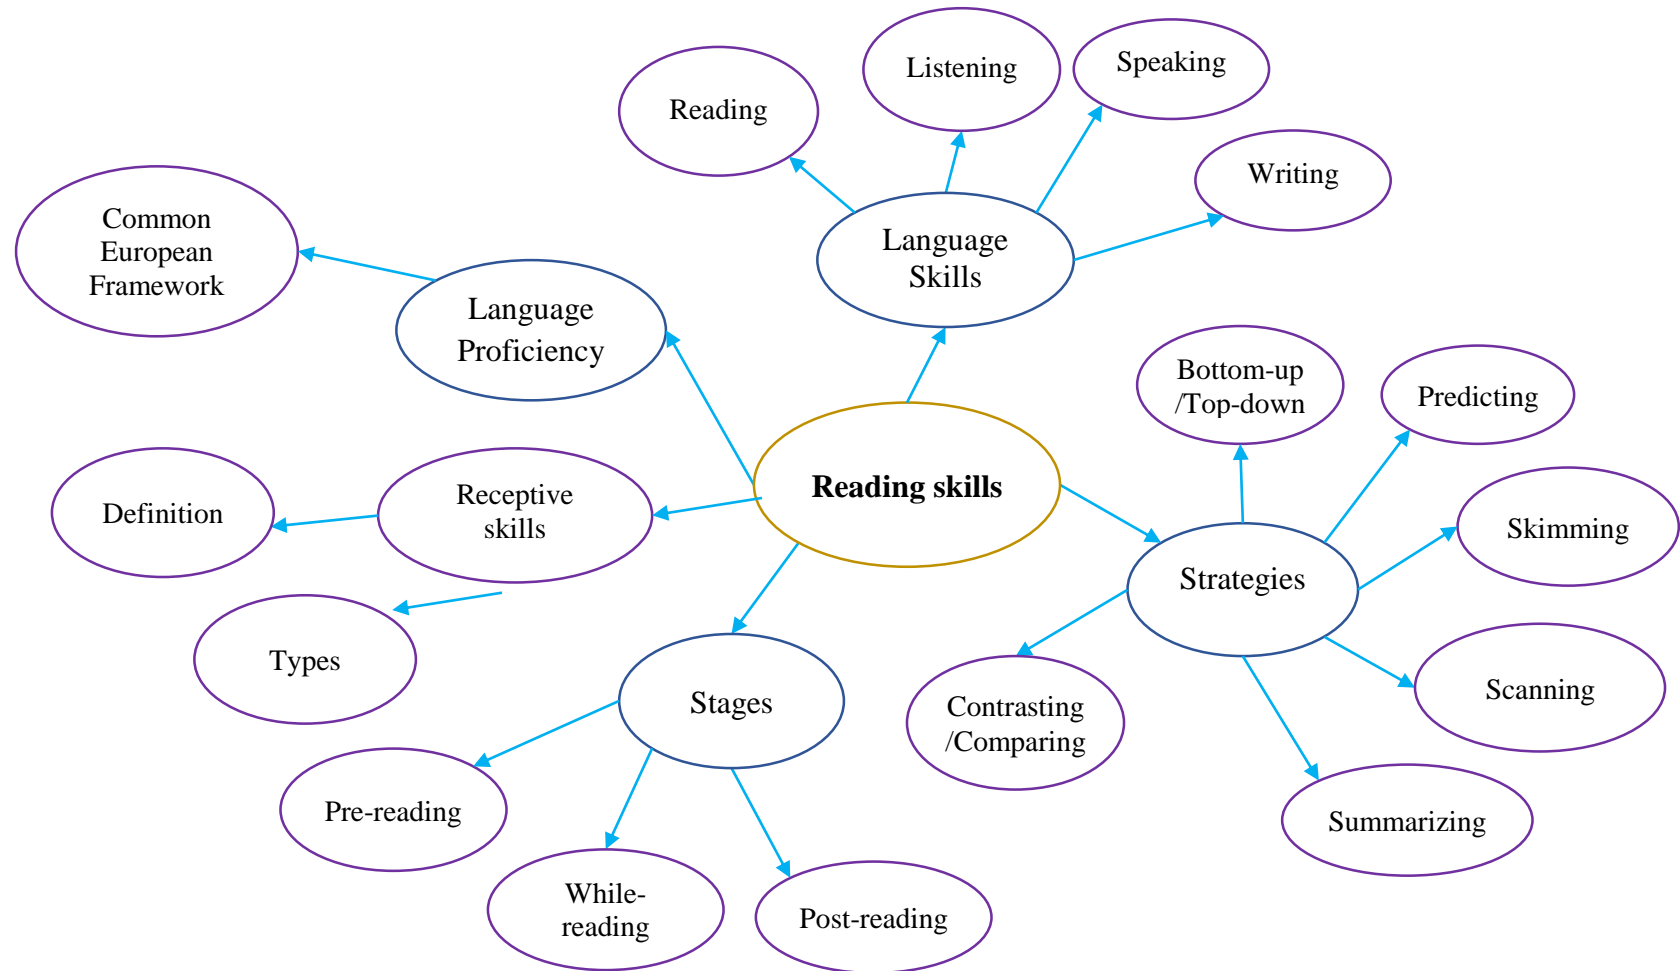 Listening
Speaking
Reading
Writing
Common
European
Framework
Language
Skills
Language
Proficiency
Bottom-up
/Top-down
Predicting
Reading skills
Receptive
skills
Definition
Skimming
Strategies
Types
Stages
Contrasting
/Comparing
Scanning
Pre-reading
Summarizing
While-
reading
Post-reading